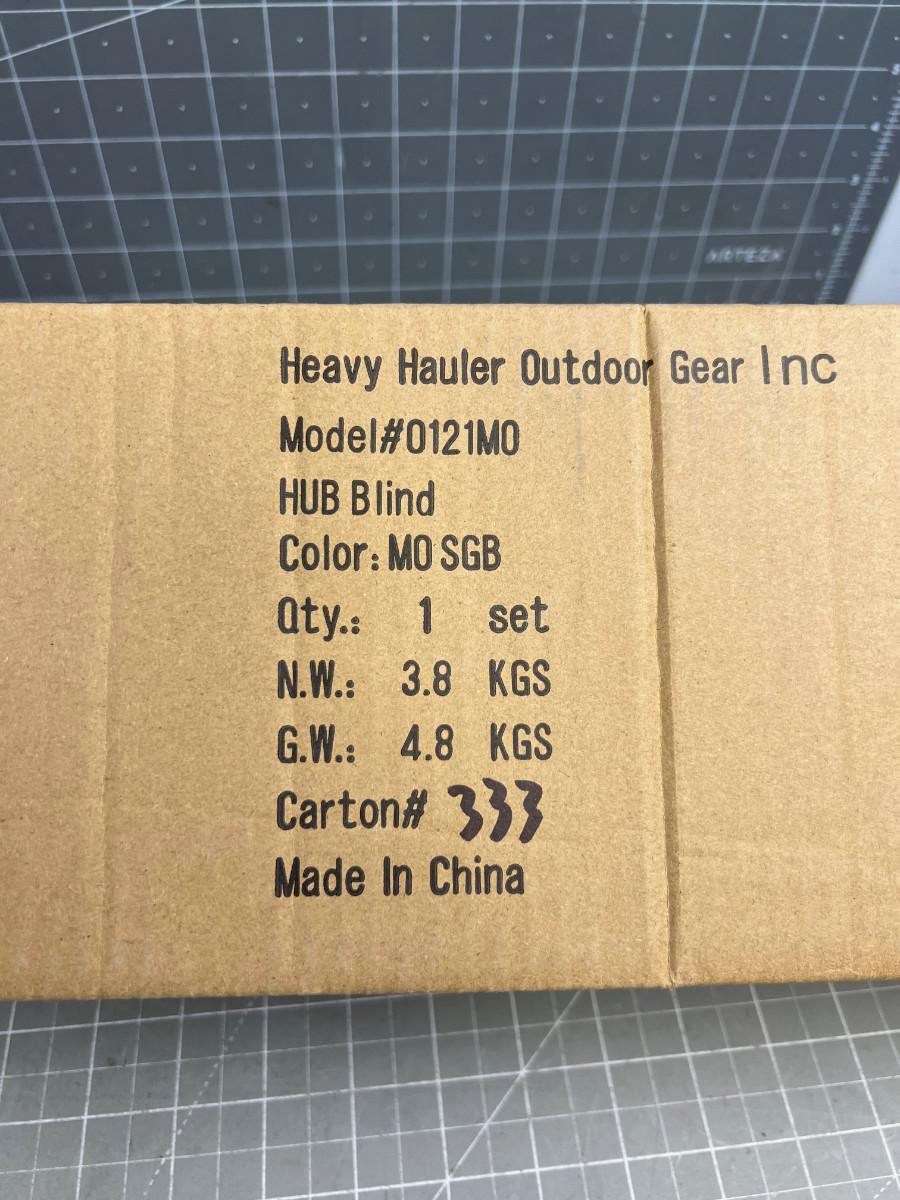 ARTEZA
Heavy Hauler Outdoor Gear Inc
Model#0121MO
HUB Blind
Color: MO SGB
Qty.: 1 set
N.W.: 3.8 KGS
G.W.: 4.8 KGS
Carton# 333
Made In China